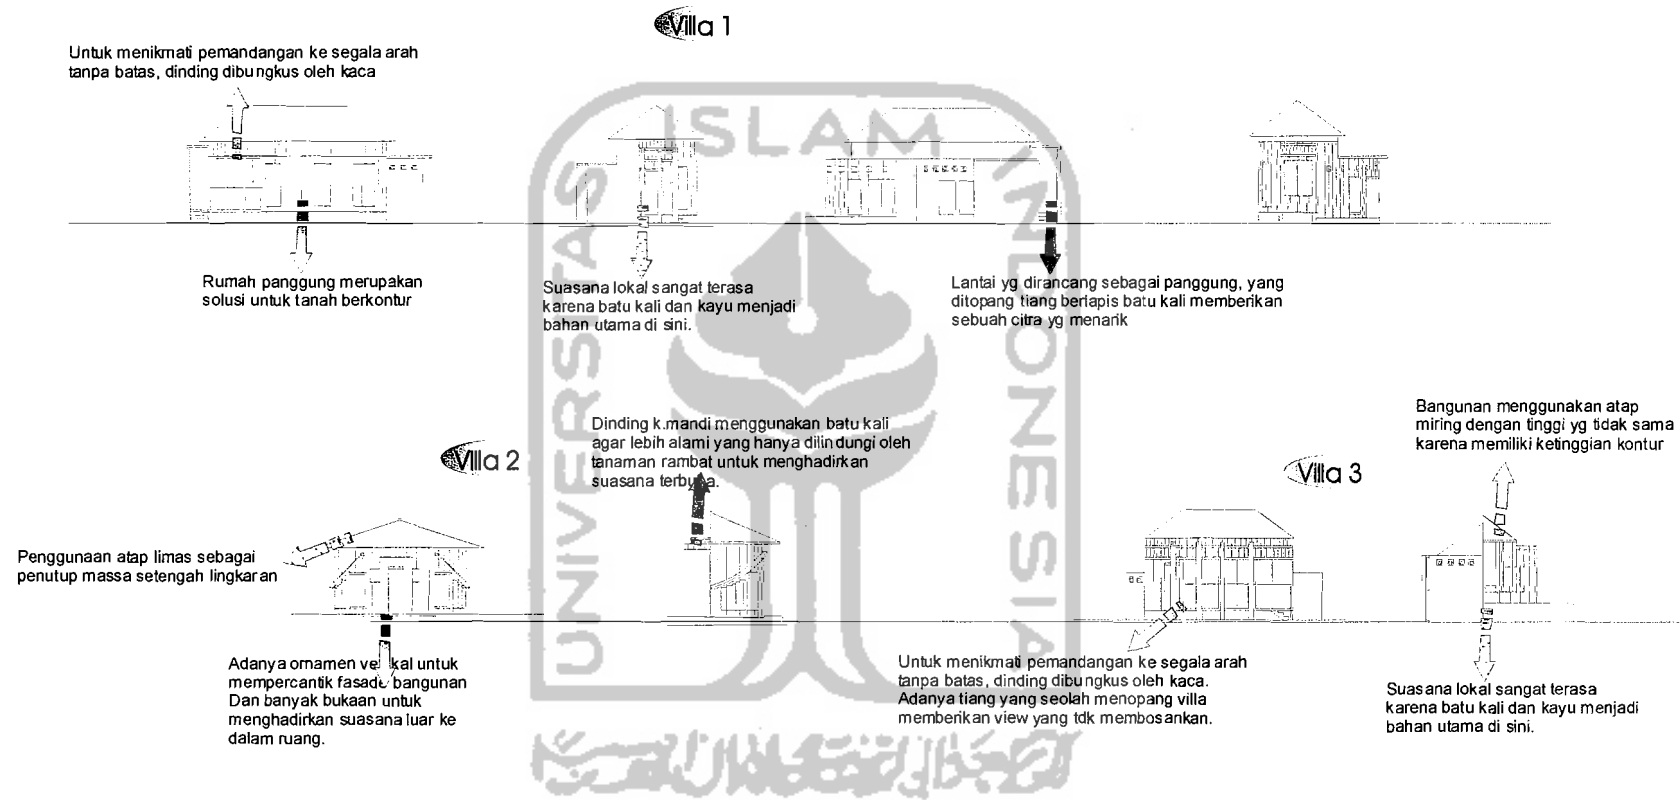 Villa 1
Untuk menikmati pemandangan ke segala arah
tanpa batas, dinding dibungkus oleh kaca
Rumah panggung merupakan
solusi untuk tanah berkontur
Suasana lokal sangat terasa
karena batu kali dan kayu menjadi
bahan utama di sini.
Lantai yg dirancang sebagai panggung, yang
ditopang tiang berlapis batu kali memberikan
sebuah citra yg menarik
Villa 2
Penggunaan atap limas sebagai
penutup massa setengah lingkaran
Dinding k.mandi menggunakan batu kali
agar lebih alami yang hanya dilindungi oleh
tanaman rambat untuk menghadirkan
suasana terbuka.
Adanya ornamen vertikal untuk
mempercantik fasade bangunan
Dan banyak bukaan untuk
menghadirkan suasana luar ke
dalam ruang.
Villa 3
Bangunan menggunakan atap
miring dengan tinggi yg tidak sama
karena memiliki ketinggian kontur
Untuk menikmati pemandangan ke segala arah
tanpa batas, dinding dibungkus oleh kaca.
Adanya tiang yang seolah menopang villa
memberikan view yang tdk membosankan.
Suasana lokal sangat terasa
karena batu kali dan kayu menjadi
bahan utama di sini.
UNIVERSITAS
ISLAM
INDONESIA